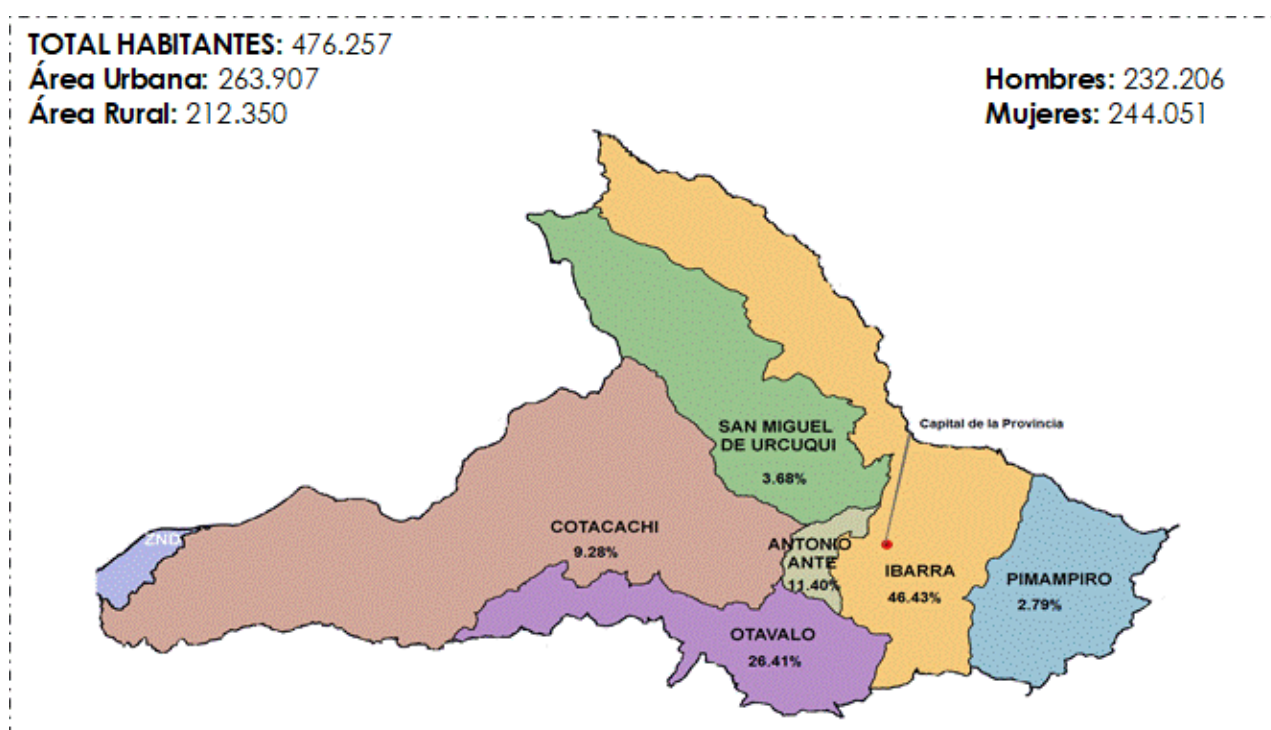 TOTAL HABITANTES: 476.257
Área Urbana: 263.907
Área Rural: 212.350
Hombres: 232.206
Mujeres: 244.051
Capital de la Provincia
SAN MIGUEL
DE URCUQUI
3.68%
COTACACHI
9.28%
ZND
ANTONIO
ANTE
11.40%
IBARRA
46.43%
PIMAMPIRO
2.79%
OTAVALO
26.41%